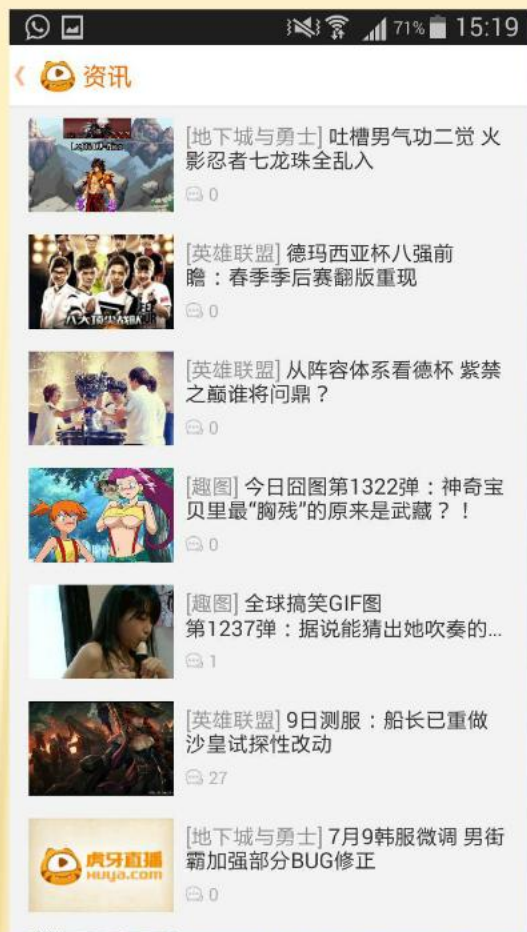 71% 15:19
资讯
[地下城与勇士] 吐槽男气功二觉 火
影忍者七龙珠全乱入
0
[英雄联盟] 德玛西亚杯八强前
瞻：春季季后赛翻版重现
0
八大顶尖战队
[英雄联盟] 从阵容体系看德杯 紫禁
之巅谁将问鼎？
0
[趣图] 今日囧图第1322弹：神奇宝
贝里最“胸残”的原来是武藏？！
0
[趣图] 全球搞笑GIF图
第1237弹：据说能猜出她吹奏的...
1
[英雄联盟] 9日测服：船长已重做
沙皇试探性改动
27
[地下城与勇士] 7月9韩服微调 男街
霸加强部分BUG修正
0
虎牙直播
HUYA.com